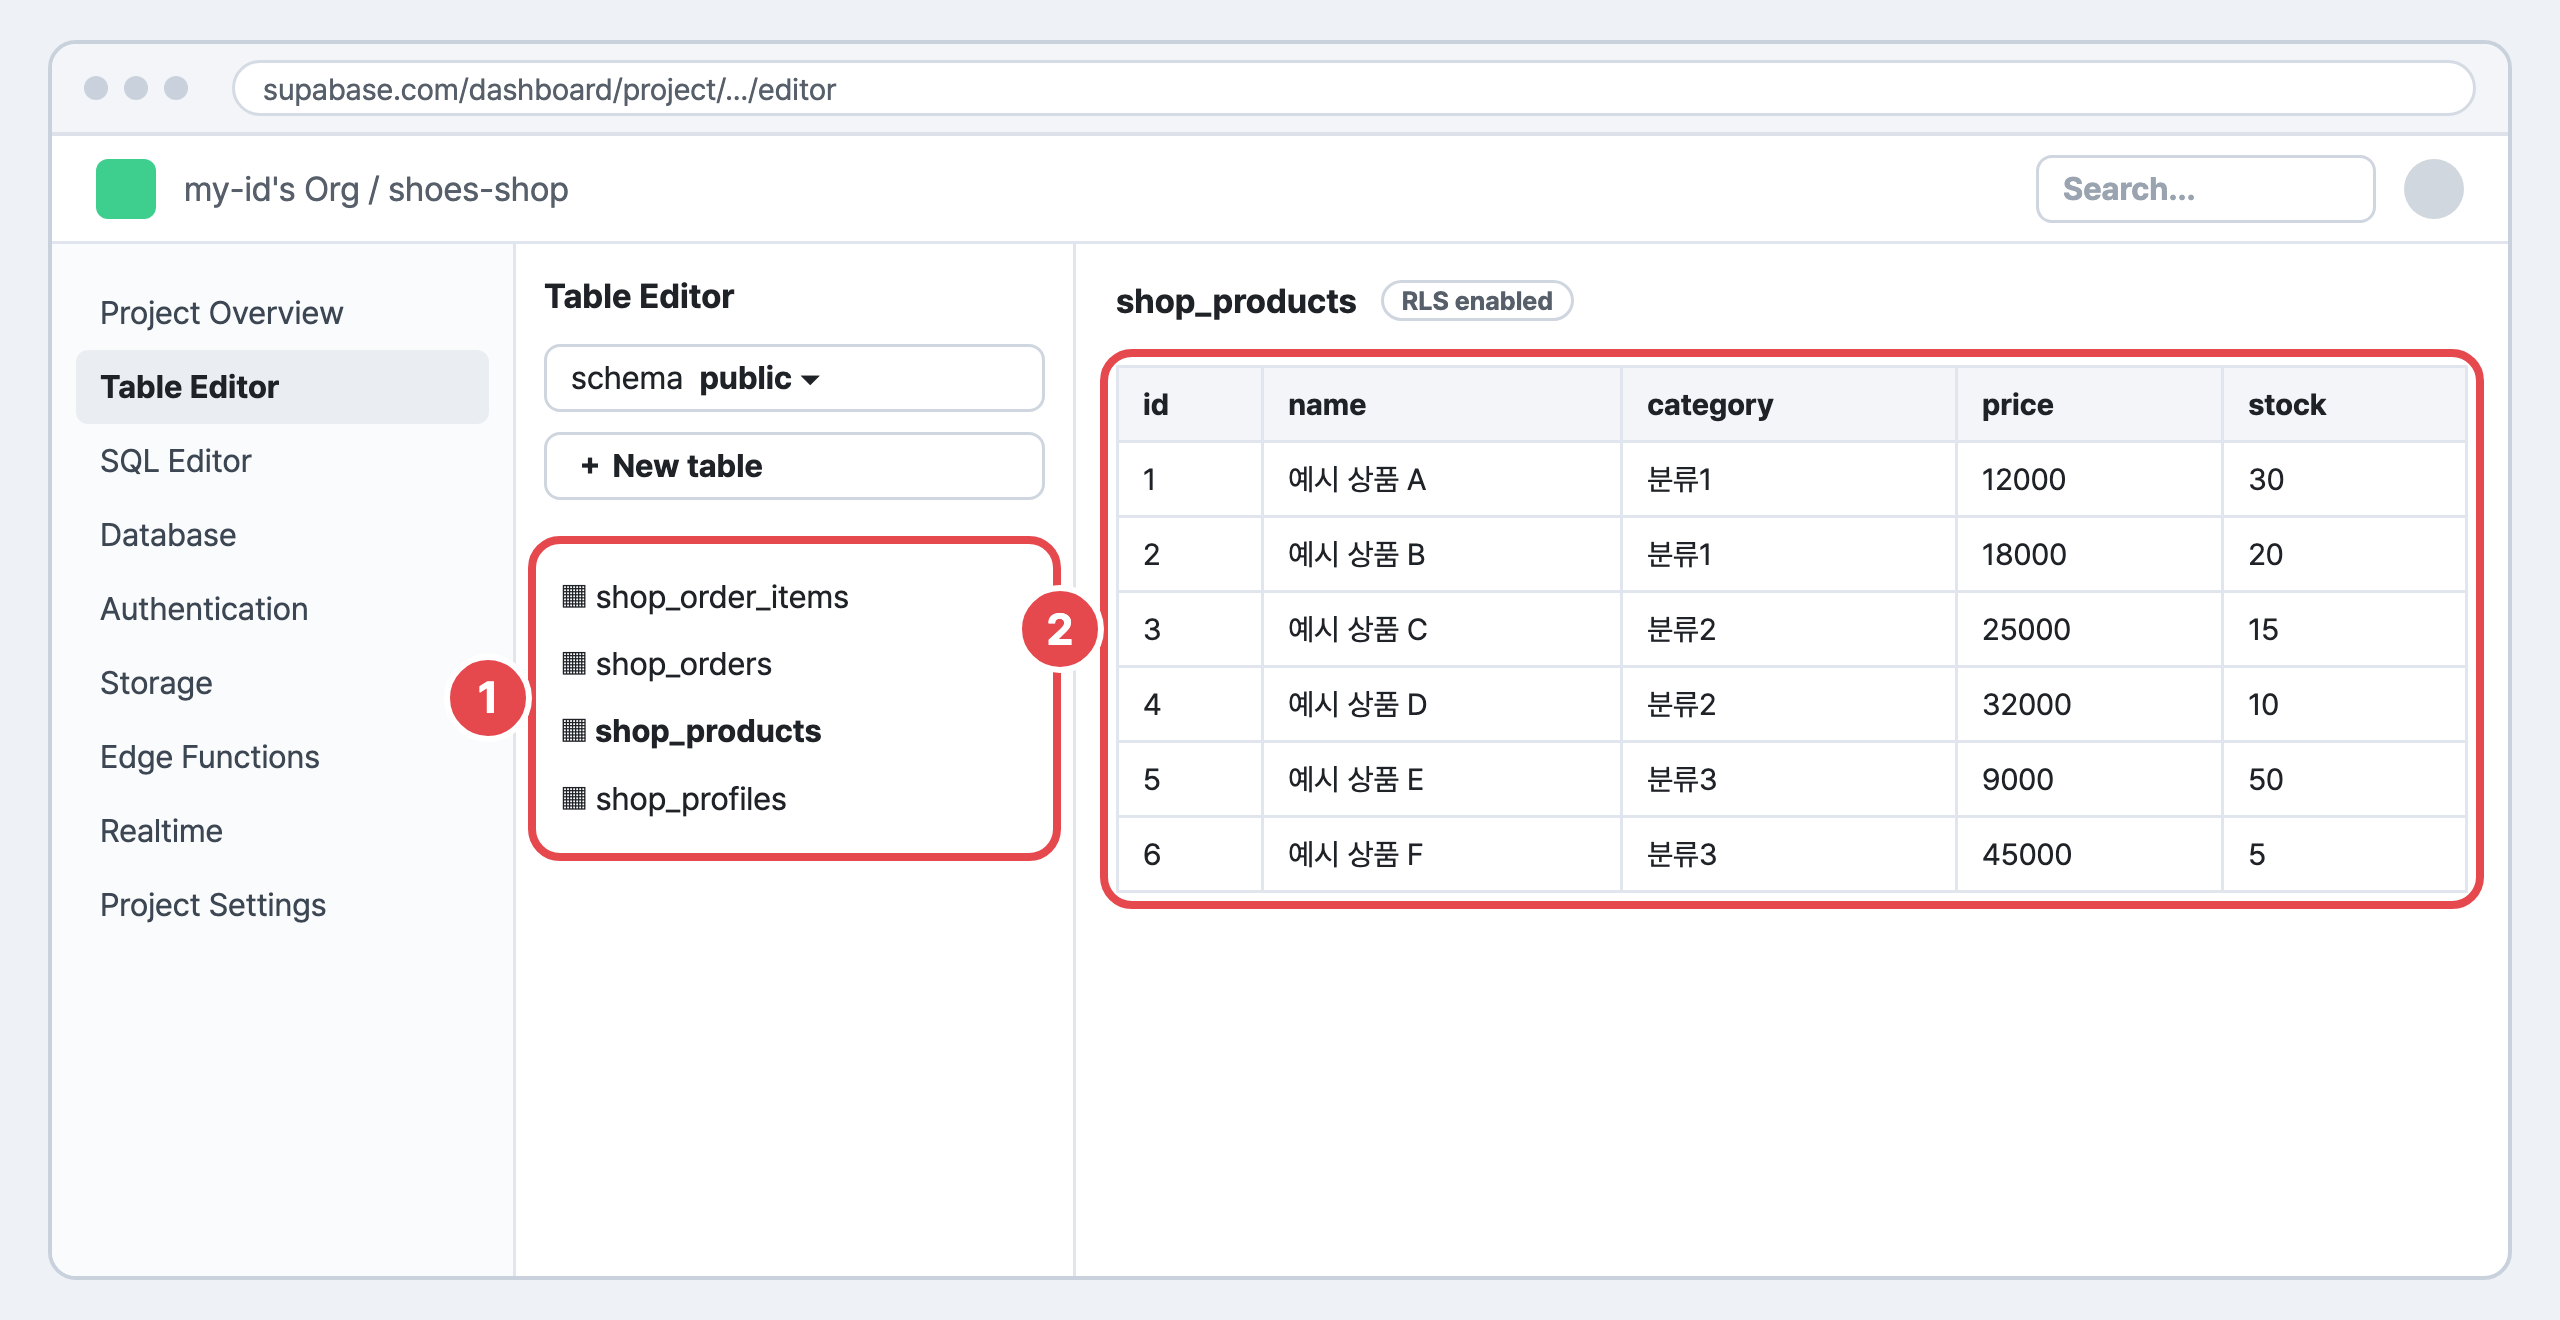 supabase.com/dashboard/project/.../editor
my-id's Org / shoes-shop
Search...
Project Overview
Table Editor
SQL Editor
Database
Authentication
Storage
Edge Functions
Realtime
Project Settings
Table Editor
schema public
+ New table
1
shop_order_items
shop_orders
shop_products
shop_profiles
2
shop_products RLS enabled
id name category price stock
1 예시 상품 A 분류1 12000 30
2 예시 상품 B 분류1 18000 20
3 예시 상품 C 분류2 25000 15
4 예시 상품 D 분류2 32000 10
5 예시 상품 E 분류3 9000 50
6 예시 상품 F 분류3 45000 5